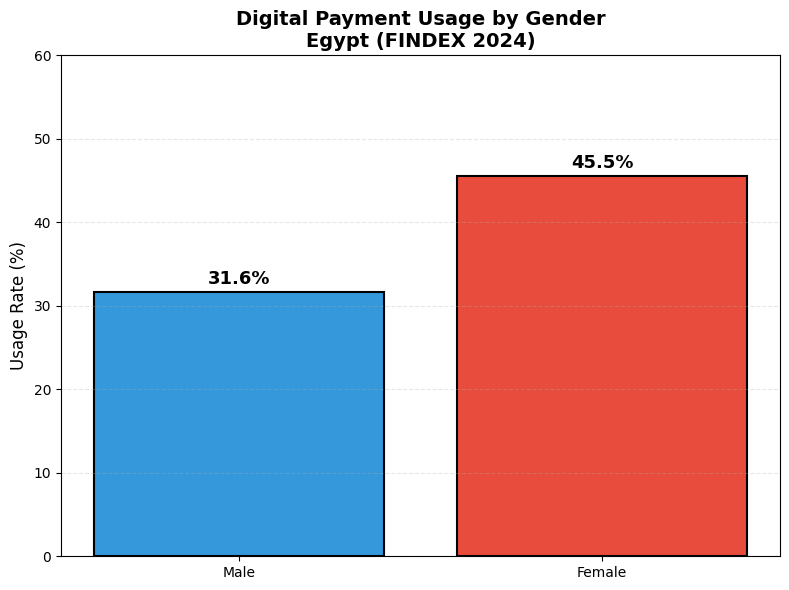 Digital Payment Usage by Gender
Egypt (FINDEX 2024)
60
50
40
30
20
10
0
Usage Rate (%)
31.6%
45.5%
Male
Female